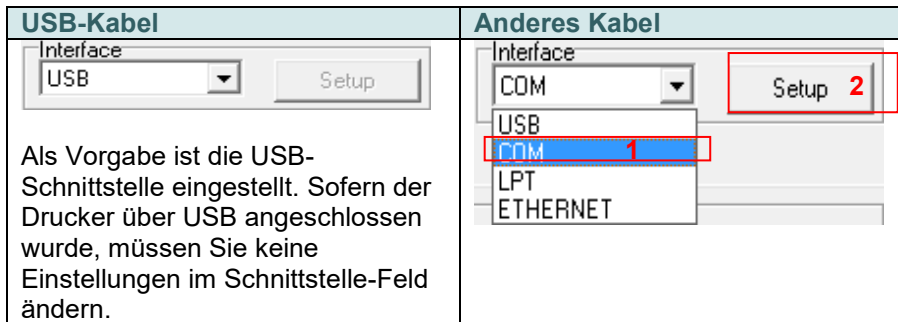 USB-Kabel
Interface
USB
Setup
Als Vorgabe ist die USB-
Schnittstelle eingestellt. Sofern der
Drucker über USB angeschlossen
wurde, müssen Sie keine
Einstellungen im Schnittstelle-Feld
ändern.
Anderes Kabel
Interface
COM
Setup 2
USB
COM 1
LPT
ETHERNET